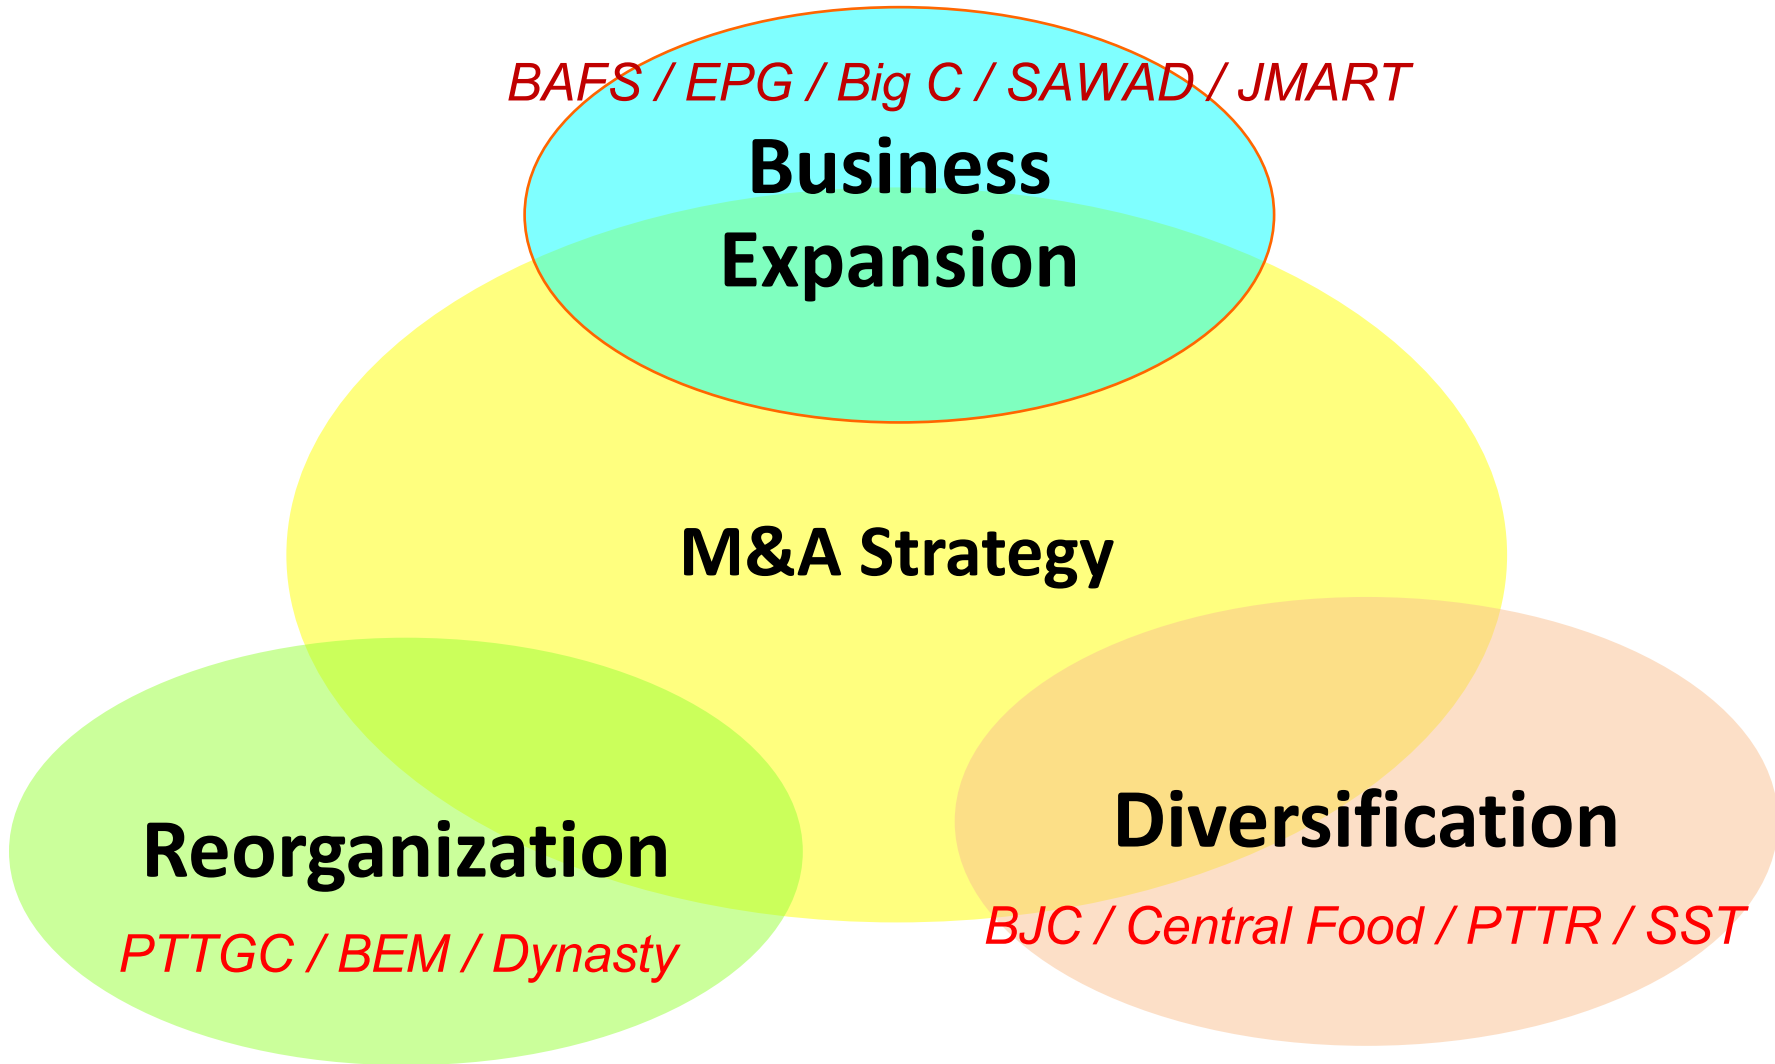 BAFS / EPG / Big C / SAWAD / JMART
Business
Expansion
M&A Strategy
Diversification
Reorganization
BJC / Central Food / PTTR / SST
PTTGC / BEM / Dynasty